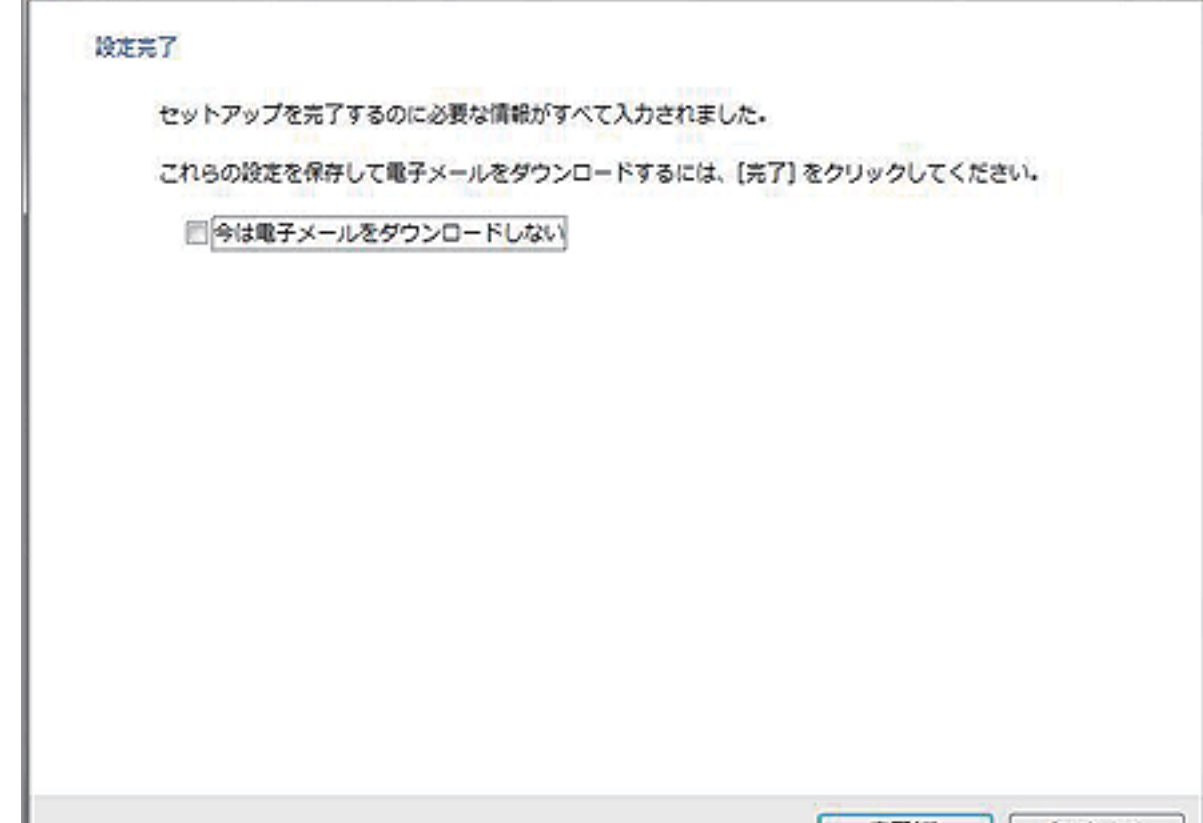 設定完了
セットアップを完了するのに必要な情報がすべて入力されました。
これらの設定を保存して電子メールをダウンロードするには、[完了] をクリックしてください。
今は電子メールをダウンロードしない